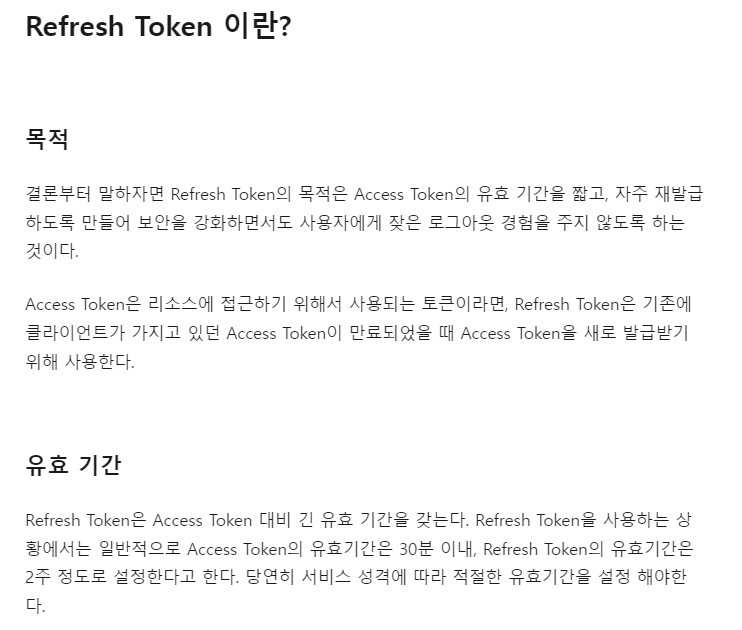 Refresh Token 이란?
목적
결론부터 말하자면 Refresh Token의 목적은 Access Token의 유효 기간을 짧고, 자주 재발급
하도록 만들어 보안을 강화하면서도 사용자에게 잦은 로그아웃 경험을 주지 않도록 하는
것이다.
Access Token은 리소스에 접근하기 위해서 사용되는 토큰이라면, Refresh Token은 기존에
클라이언트가 가지고 있던 Access Token이 만료되었을 때 Access Token을 새로 발급받기
위해 사용한다.
유효 기간
Refresh Token은 Access Token 대비 긴 유효 기간을 갖는다. Refresh Token을 사용하는 상
황에서는 일반적으로 Access Token의 유효기간은 30분 이내, Refresh Token의 유효기간은
2주 정도로 설정한다고 한다. 당연히 서비스 성격에 따라 적절한 유효기간을 설정 해야한
다.